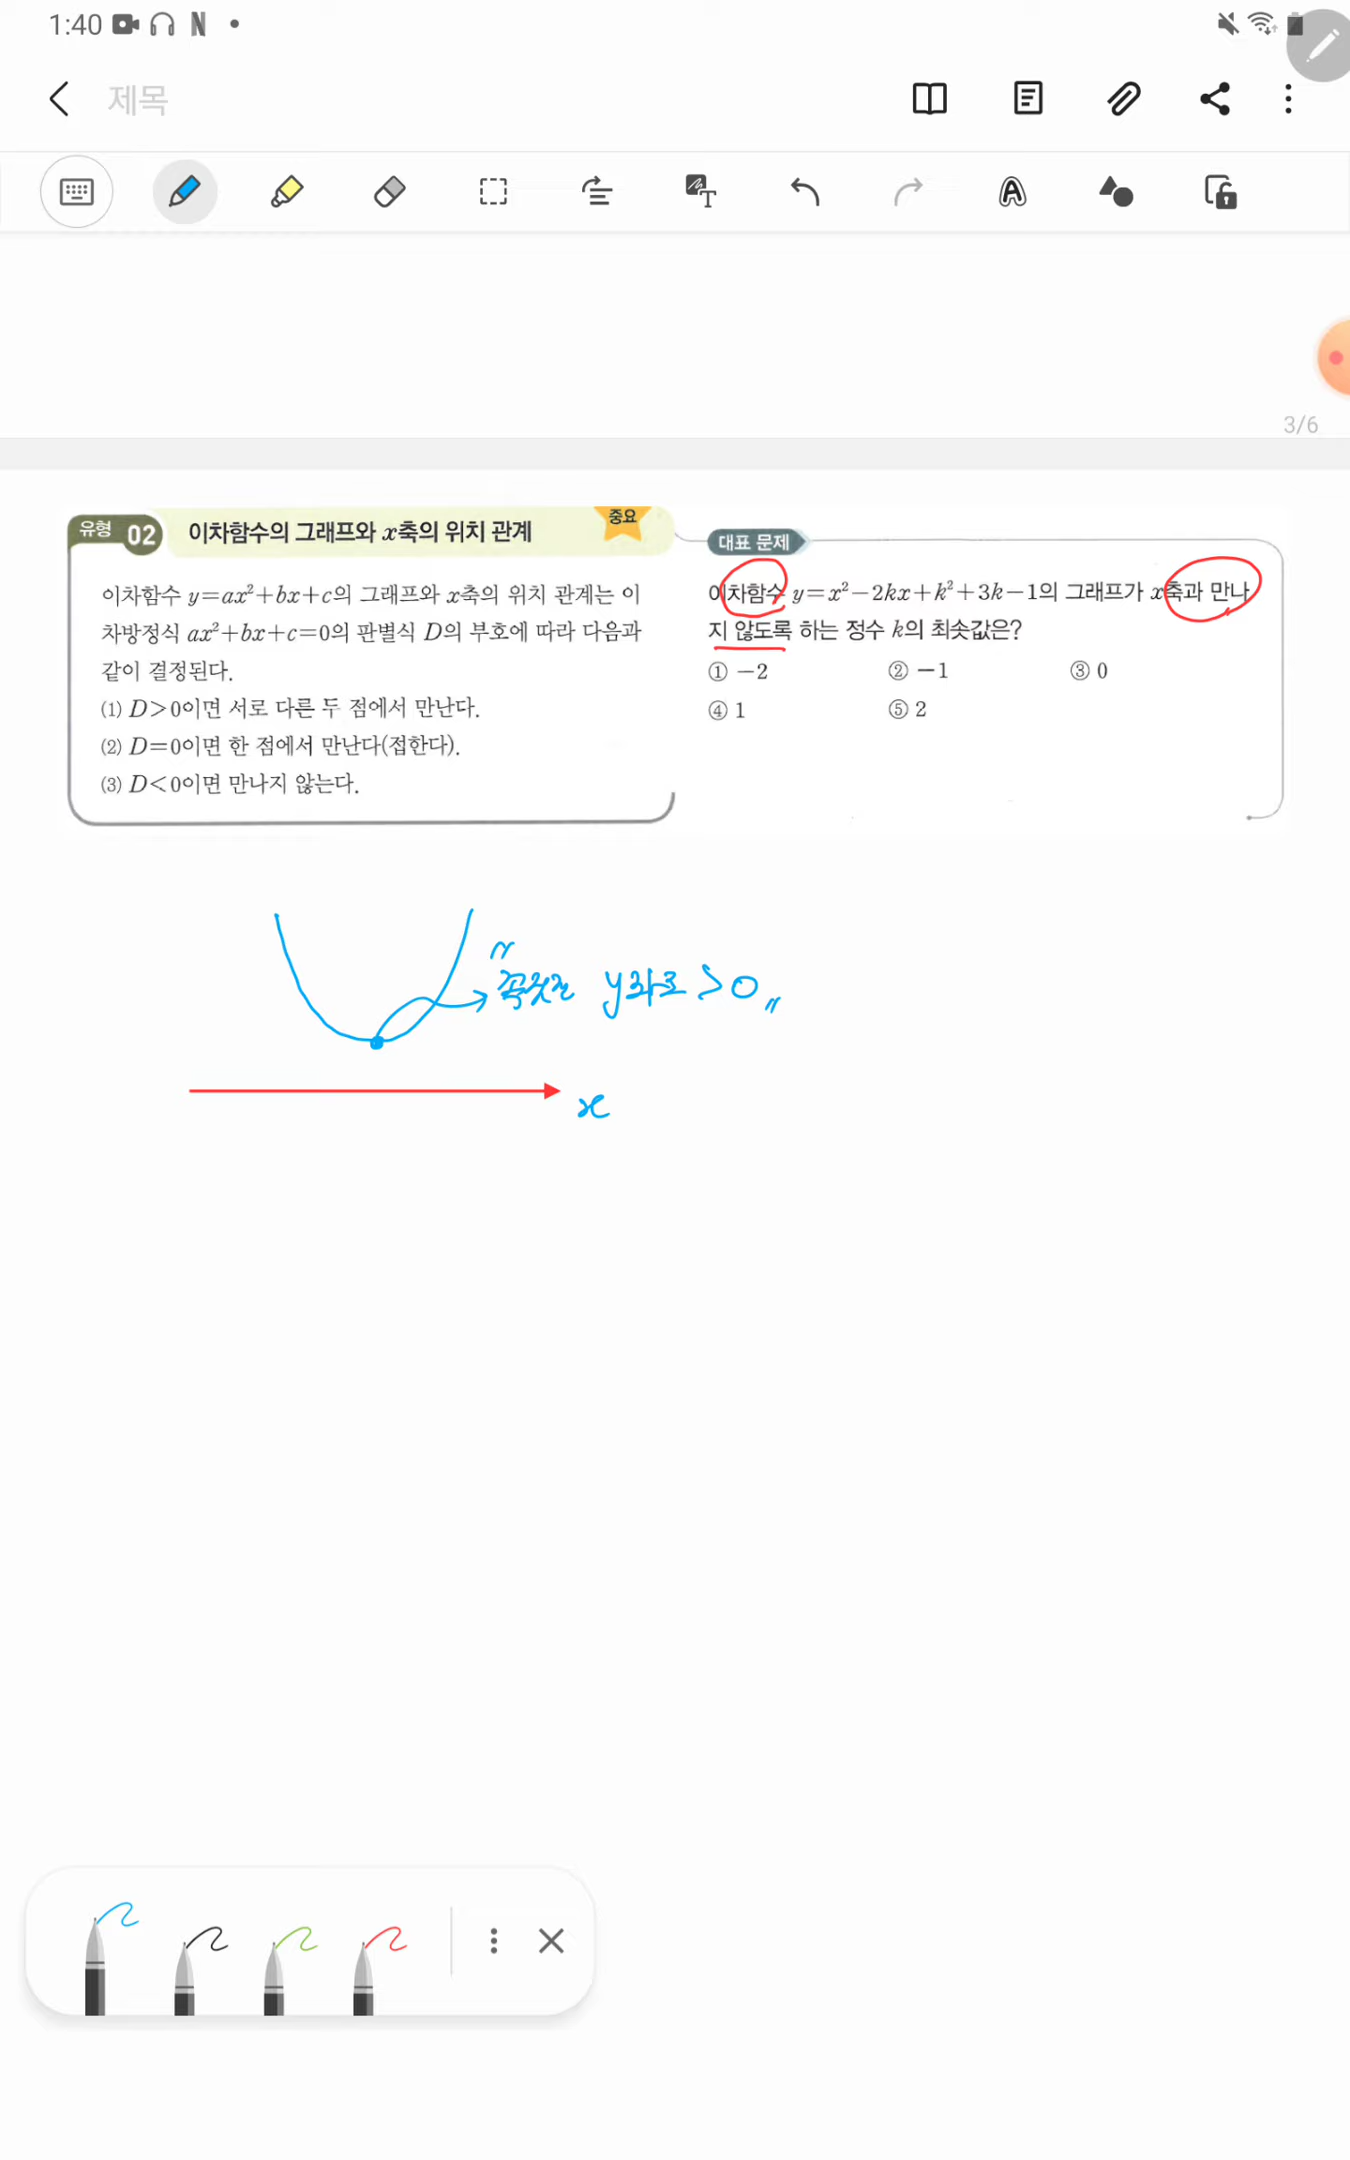 1:40
제목
3/6
유형 02 이차함수의 그래프와 x축의 위치 관계 중요
이차함수 y=ax²+bx+c의 그래프와 x축의 위치 관계는 이
차방정식 ax²+bx+c=0의 판별식 D의 부호에 따라 다음과
같이 결정된다.
(1) D>0이면 서로 다른 두 점에서 만난다.
(2) D=0이면 한 점에서 만난다(접한다).
(3) D<0이면 만나지 않는다.
대표 문제
이차함수 y=x²-2kx+k²+3k-1의 그래프가 x축과 만나
지 않도록 하는 정수 k의 최솟값은?
① -2 ② -1 ③ 0
④ 1 ⑤ 2
"꼭짓점 y좌표>0"
x